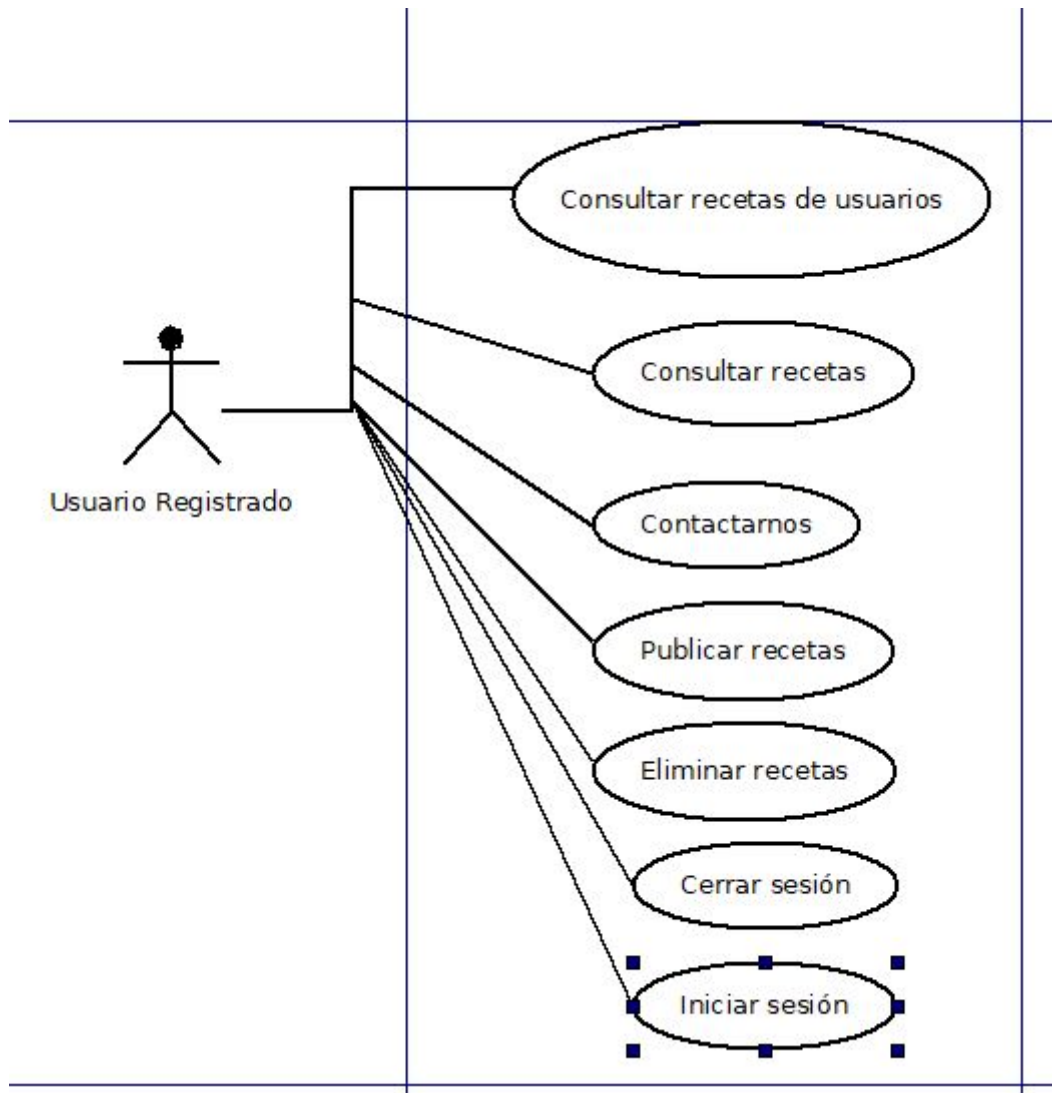 Consultar recetas de usuarios
Consultar recetas
Usuario Registrado
Contactarnos
Publicar recetas
Eliminar recetas
Cerrar sesión
Iniciar sesión